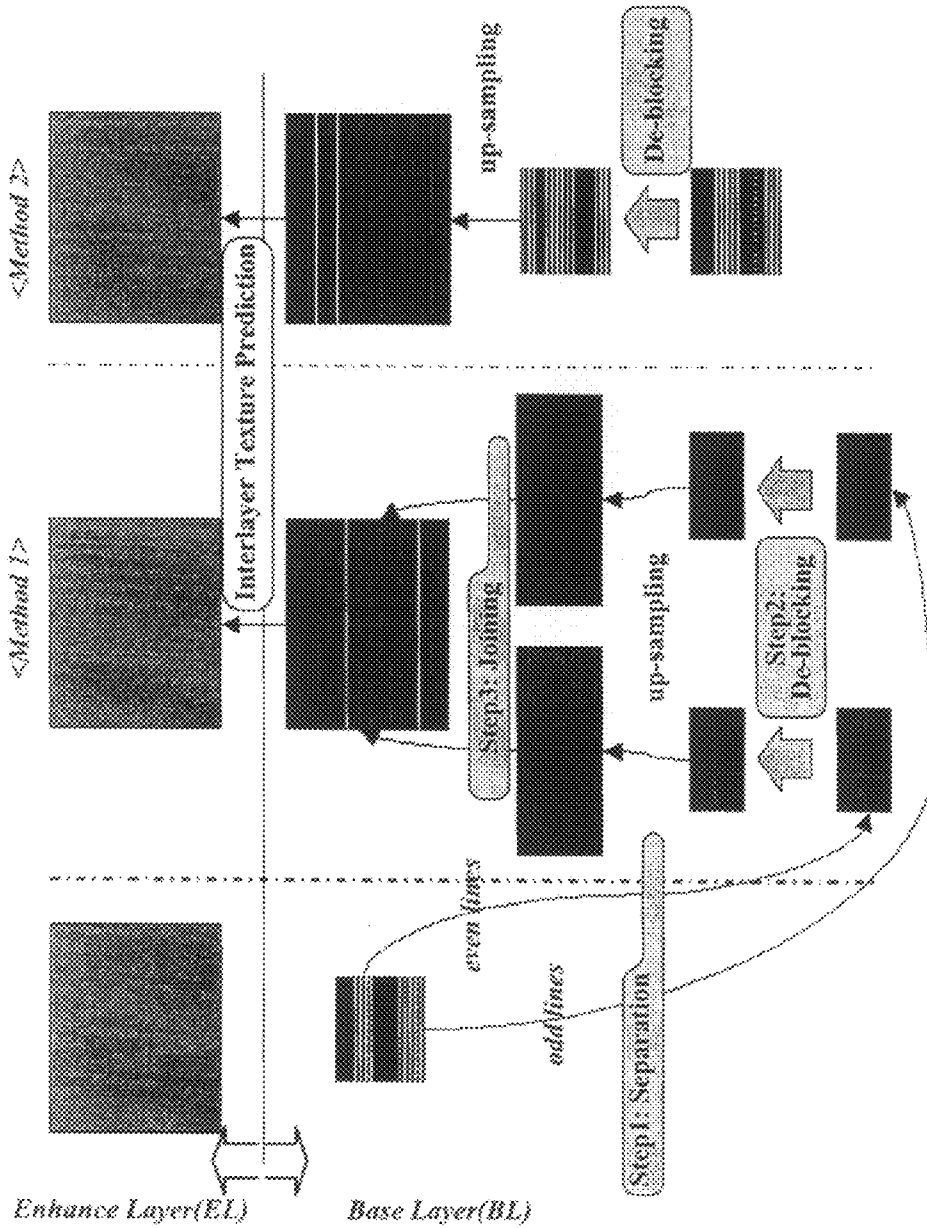 Enhance Layer(EL)
Base Layer(BL)
<Method 1>
<Method 2>
Interlayer Texture Prediction
even lines
odd lines
Step1: Separation
Step3: Joining
up-sampling
Step2:
De-blocking
up-sampling
De-blocking